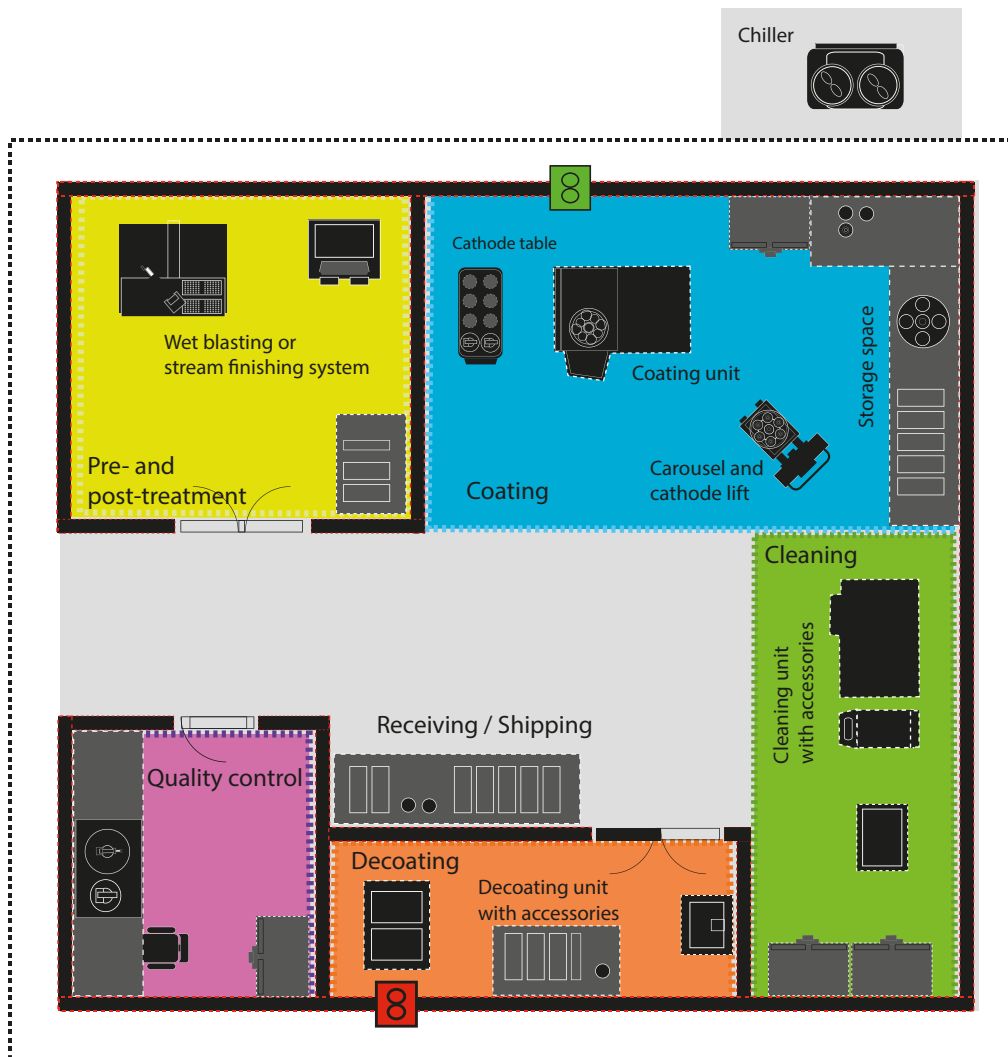 Chiller
Cathode table
Wet blasting or
stream finishing system
Coating unit
Storage space
Pre- and
post-treatment
Coating
Carousel and
cathode lift
Cleaning
Cleaning unit
with accessories
Receiving / Shipping
Quality control
Decoating
Decoating unit
with accessories